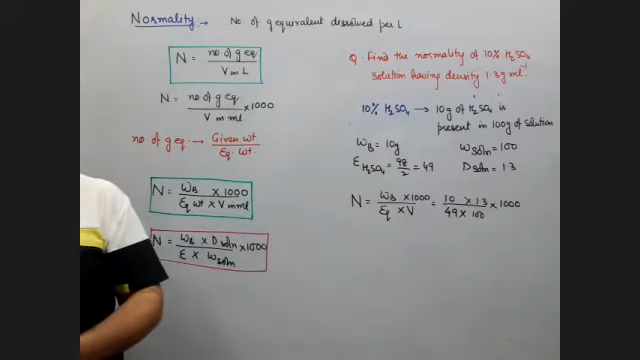 Normality:- No of g equivalent dissolved per L
N = no of g eq / V in L
N = no of g eq / V in ml × 1000
no. of g eq. → Given wt / Eq. wt.
N = WB × 1000 / Eq wt × V in ml
N = WB × D soln × 1000 / E × W soln
Q. Find the normality of 10% H2SO4
solution having density 1.3 g ml⁻¹
10% H2SO4 → 10g of H2SO4 is
present in 100g of solution
WB = 10g W soln = 100
E H2SO4 = 98/2 = 49 D soln = 1.3
N = WB × 1000 / Eq × V = 10 × 1.3 / 49 × 100 × 1000